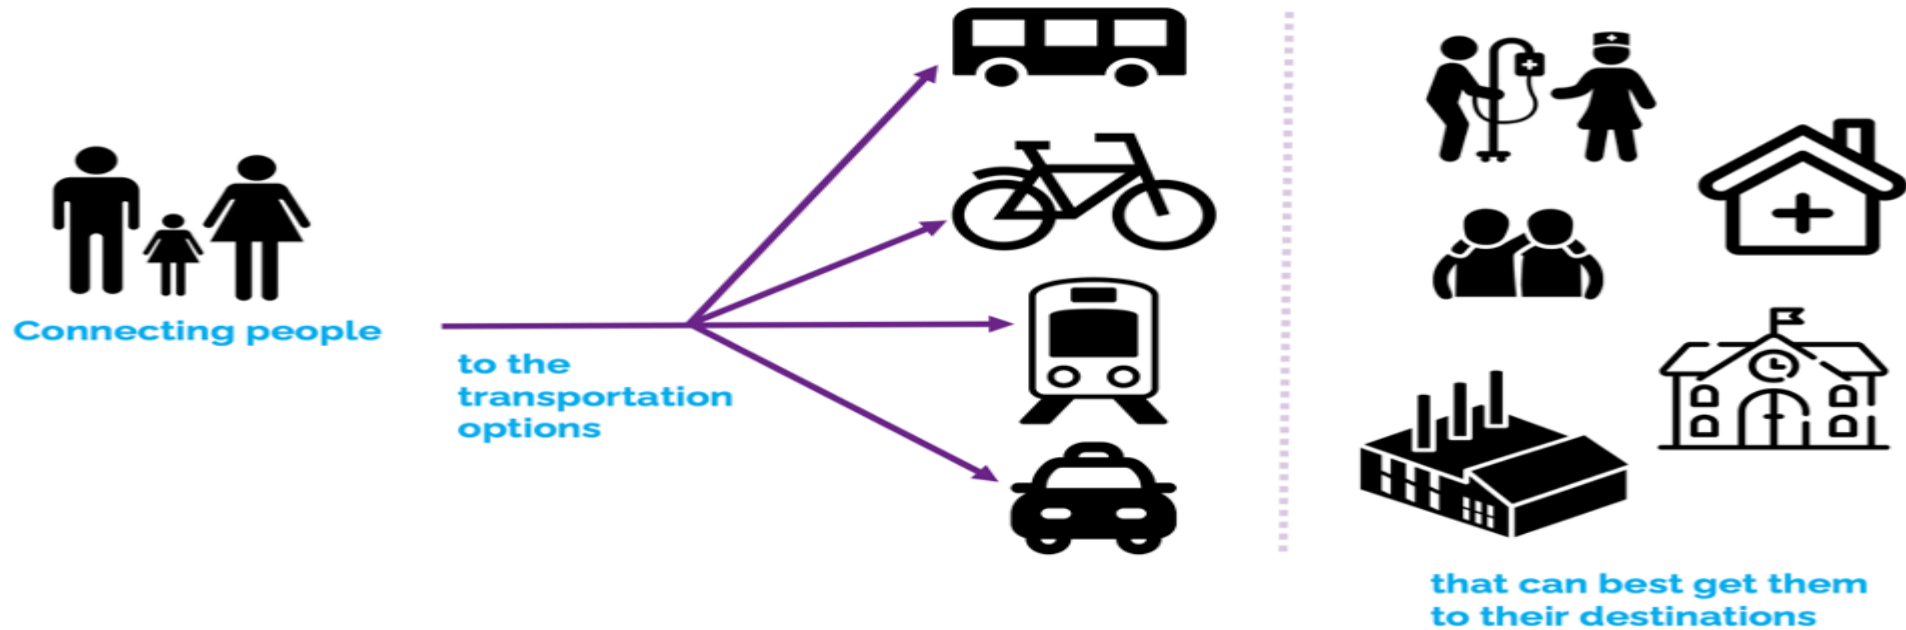 Connecting people
to the
transportation
options
that can best get them
to their destinations